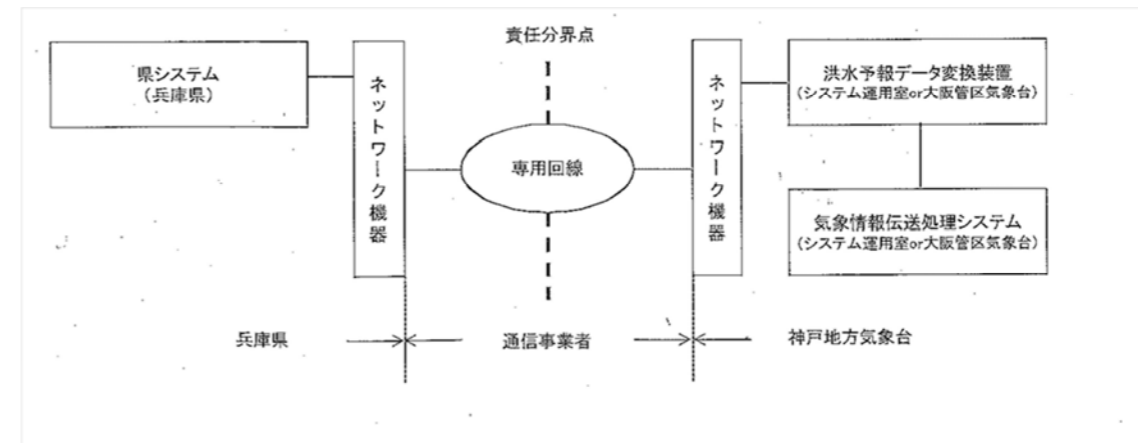 責任分界点
県システム
(兵庫県)
ネットワーク機器
専用回線
ネットワーク機器
洪水予報データ変換装置
(システム運用室or大阪管区気象台)
気象情報伝送処理システム
(システム運用室or大阪管区気象台)
兵庫県
通信事業者
神戸地方気象台